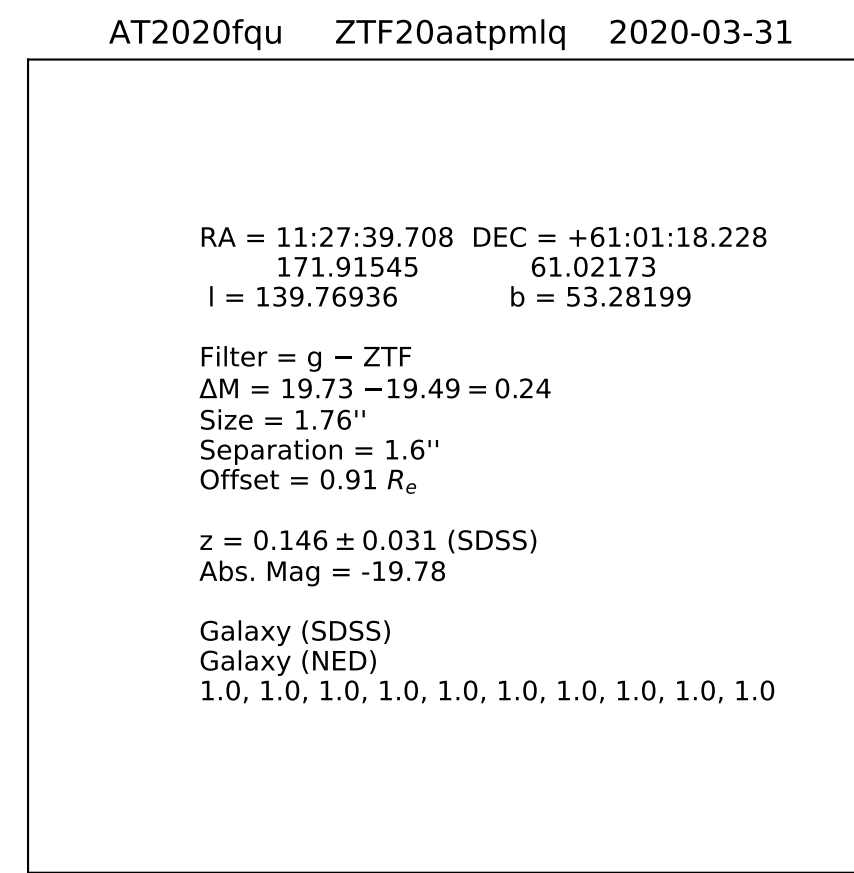 AT2020fqu ZTF20aatpmlq 2020-03-31
RA = 11:27:39.708 DEC = +61:01:18.228
171.91545 61.02173
l = 139.76936 b = 53.28199
Filter = g − ZTF
ΔM = 19.73 −19.49 = 0.24
Size = 1.76''
Separation = 1.6''
Offset = 0.91 Rₑ
z = 0.146 ± 0.031 (SDSS)
Abs. Mag = -19.78
Galaxy (SDSS)
Galaxy (NED)
1.0, 1.0, 1.0, 1.0, 1.0, 1.0, 1.0, 1.0, 1.0, 1.0